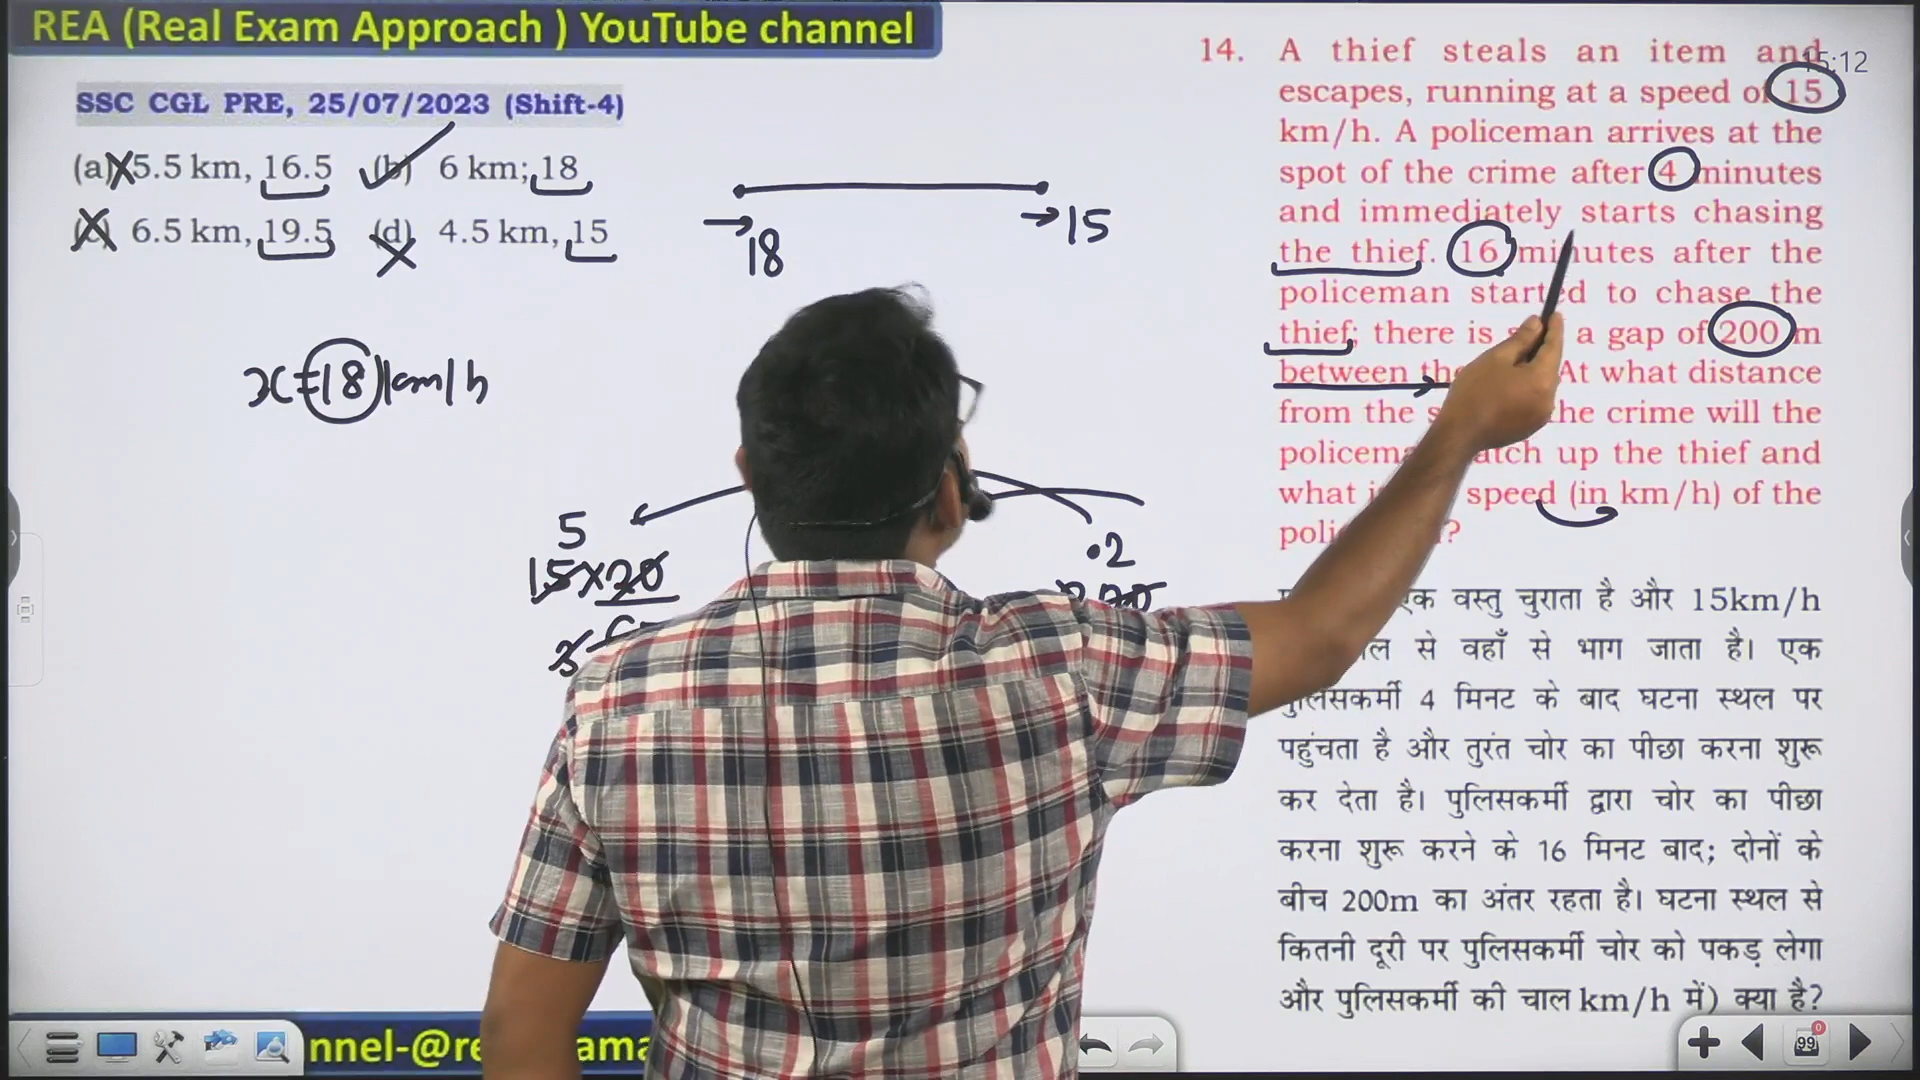 REA (Real Exam Approach ) YouTube channel
SSC CGL PRE, 25/07/2023 (Shift-4)
(a) 5.5 km, 16.5 (b) 6 km; 18
(c) 6.5 km, 19.5 (d) 4.5 km, 15
18
15
x=18 km/h
5
15×20
3
.2
14. A thief steals an item and
15:12
escapes, running at a speed of 15
km/h. A policeman arrives at the
spot of the crime after 4 minutes
and immediately starts chasing
the thief. 16 minutes after the
policeman started to chase the
thief; there is a gap of 200 m
between At what distance
from the the crime will the
up the thief and
what speed (in km/h) of the
?
एक वस्तु चुराता है और 15km/h
से वहाँ से भाग जाता है। एक
पुलिसकर्मी 4 मिनट के बाद घटना स्थल पर
पहुंचता है और तुरंत चोर का पीछा करना शुरू
कर देता है। पुलिसकर्मी द्वारा चोर का पीछा
करना शुरू करने के 16 मिनट बाद; दोनों के
बीच 200m का अंतर रहता है। घटना स्थल से
कितनी दूरी पर पुलिसकर्मी चोर को पकड़ लेगा
और पुलिसकर्मी की चाल km/h में) क्या है?
nnel-@re
99
0